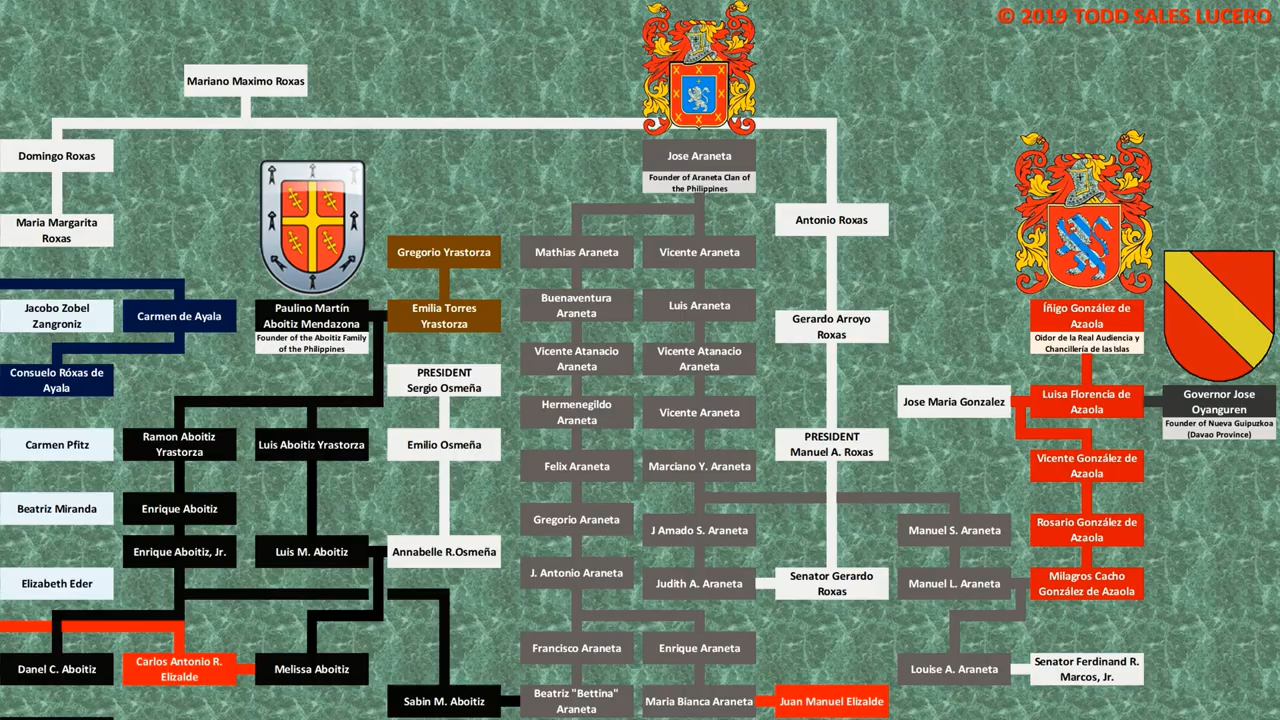 © 2019 TODD SALES LUCERO
Mariano Maximo Roxas
Domingo Roxas
Jose Araneta
Founder of Araneta Clan of
the Philippines
Maria Margarita
Roxas
Antonio Roxas
Gregorio Yrastorza
Mathias Araneta
Vicente Araneta
Jacobo Zobel
Zangroniz
Carmen de Ayala
Paulino Martín
Aboitiz Mendazona
Founder of the Aboitiz Family
of the Philippines
Emilia Torres
Yrastorza
Buenaventura
Araneta
Luis Araneta
Gerardo Arroyo
Roxas
Íñigo González de
Azaola
Oidor de la Real Audiencia y
Chancillería de las Islas
Consuelo Róxas de
Ayala
PRESIDENT
Sergio Osmeña
Vicente Atanacio
Araneta
Vicente Atanacio
Araneta
Jose Maria Gonzalez
Luisa Florencia de
Azaola
Governor Jose
Oyanguren
Founder of Nueva Guipuzkoa
(Davao Province)
Hermenegildo
Araneta
Vicente Araneta
Carmen Pfitz
Ramon Aboitiz
Yrastorza
Luis Aboitiz Yrastorza
Emilio Osmeña
PRESIDENT
Manuel A. Roxas
Felix Araneta
Marciano Y. Araneta
Vicente González de
Azaola
Beatriz Miranda
Enrique Aboitiz
Gregorio Araneta
J Amado S. Araneta
Manuel S. Araneta
Rosario González de
Azaola
Enrique Aboitiz, Jr.
Luis M. Aboitiz
Annabelle R.Osmeña
Elizabeth Eder
J. Antonio Araneta
Judith A. Araneta
Senator Gerardo
Roxas
Manuel L. Araneta
Milagros Cacho
González de Azaola
Francisco Araneta
Enrique Araneta
Danel C. Aboitiz
Carlos Antonio R.
Elizalde
Melissa Aboitiz
Louise A. Araneta
Senator Ferdinand R.
Marcos, Jr.
Sabin M. Aboitiz
Beatriz "Bettina"
Araneta
Maria Bianca Araneta
Juan Manuel Elizalde